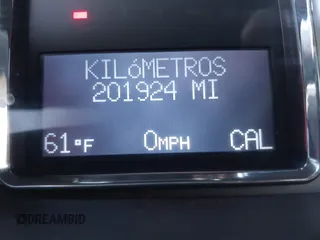 KILóMETROS
201924 MI
61°F 0MPH CAL
DREAMBID